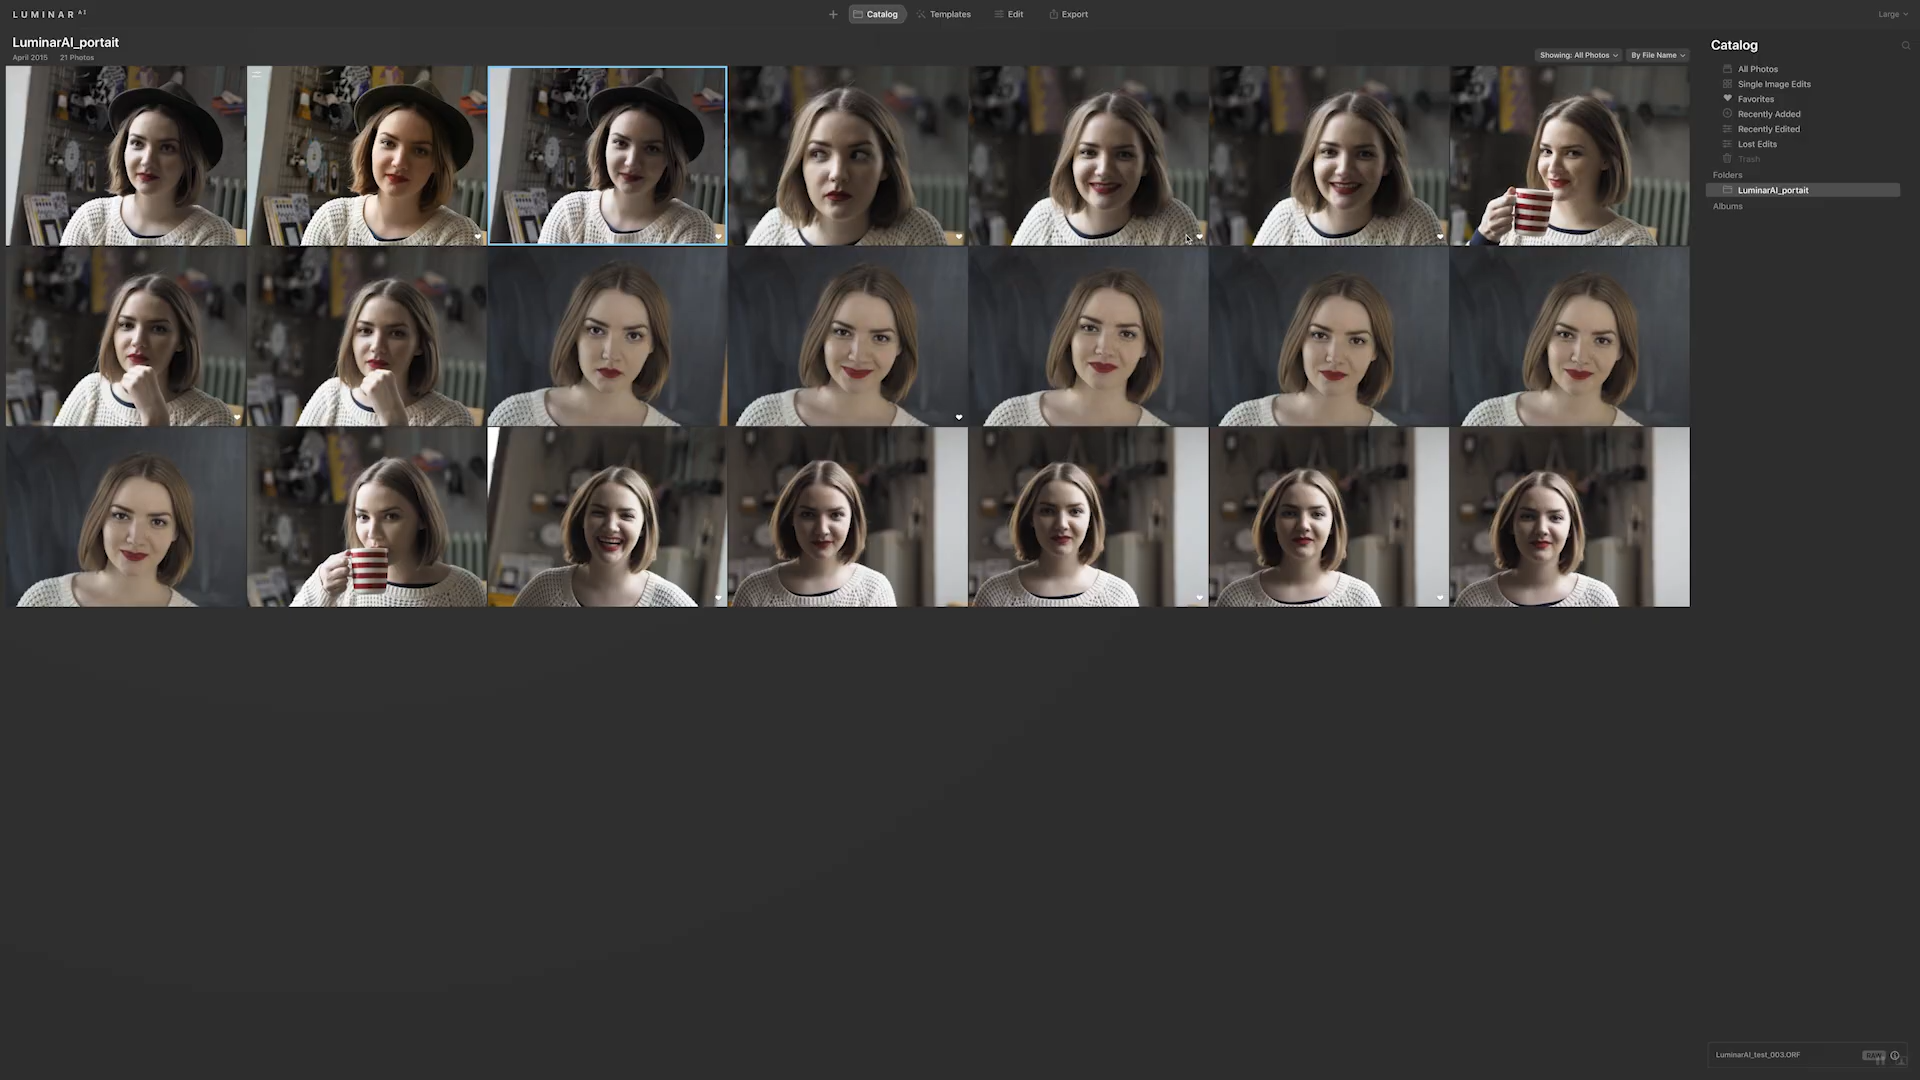 LUMINAR AI
Catalog
Templates
Edit
Export
Large
LuminarAI_portait
April 2015 21 Photos
Showing: All Photos
By File Name
Catalog
All Photos
Single Image Edits
Favorites
Recently Added
Recently Edited
Lost Edits
Trash
Folders
LuminarAI_portait
Albums
LuminarAI_test_003.ORF
RAW